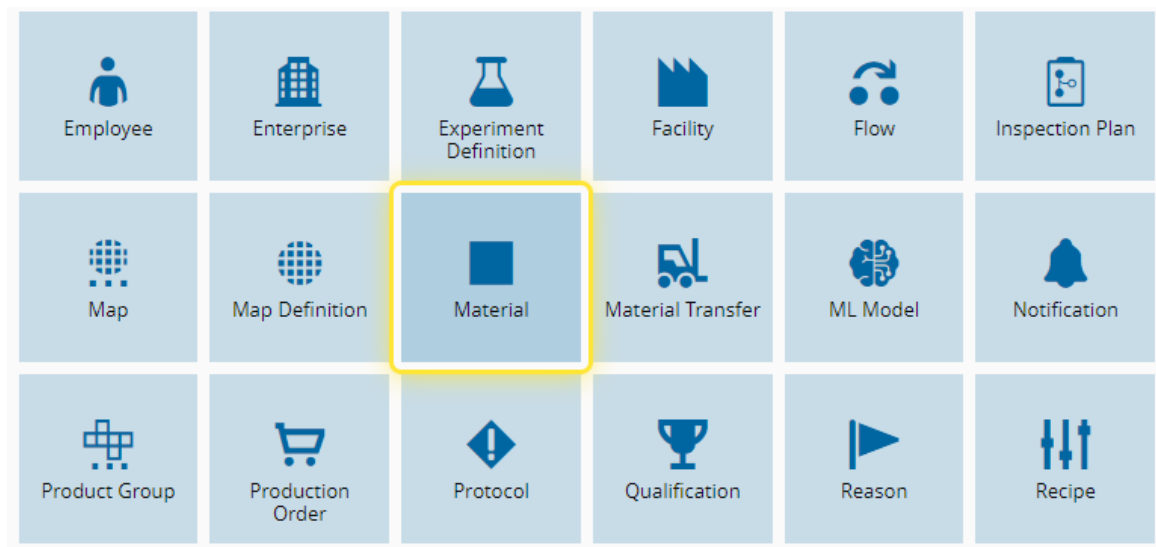 Employee
Enterprise
Experiment
Definition
Facility
Flow
Inspection Plan
Map
Map Definition
Material
Material Transfer
ML Model
Notification
Product Group
Production
Order
Protocol
Qualification
Reason
Recipe